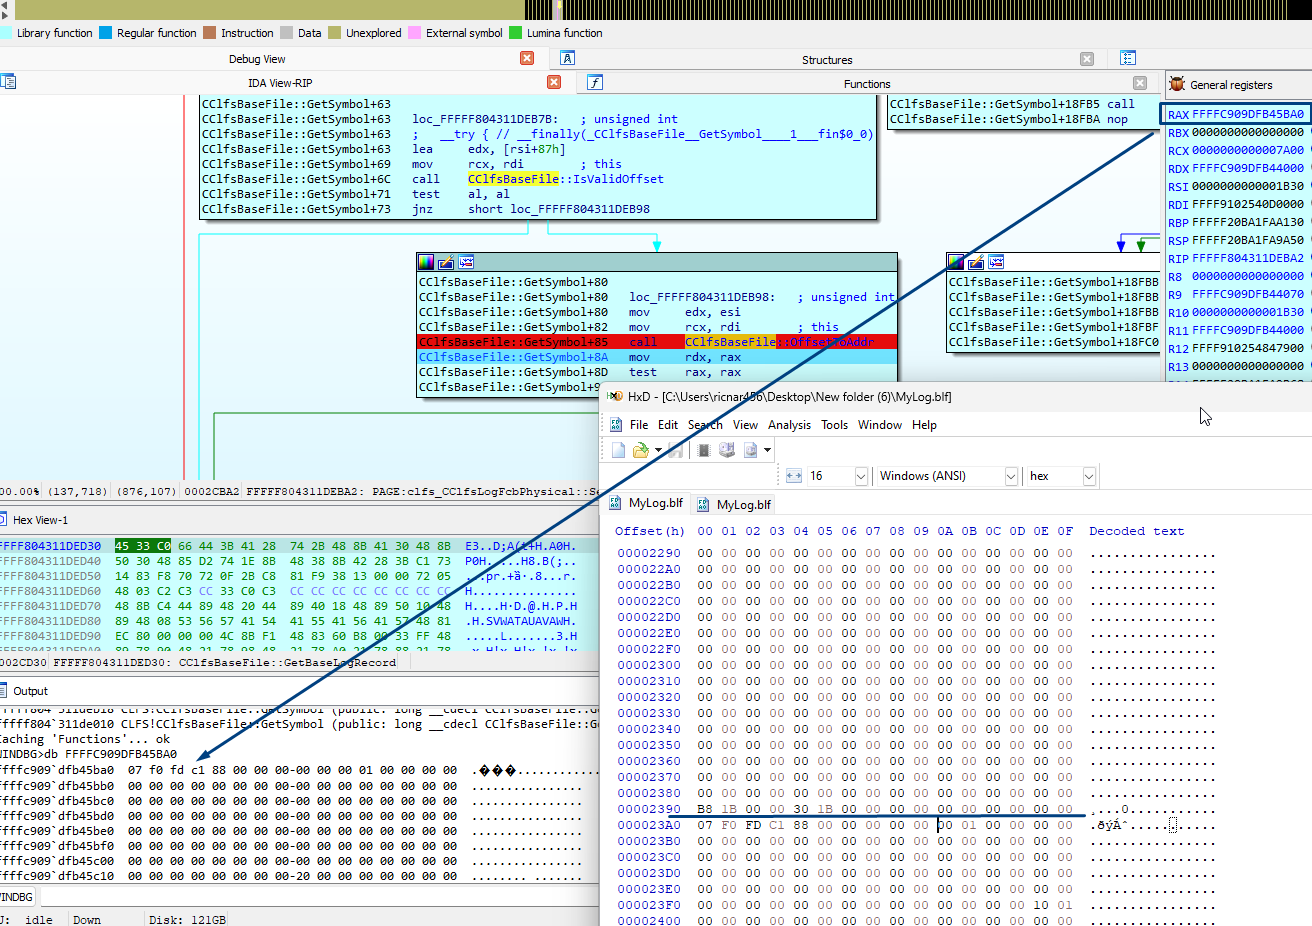 Library function Regular function Instruction Data Unexplored External symbol Lumina function
Debug View Structures
IDA View-RIP Functions
General registers
CClfsBaseFile::GetSymbol+63
CClfsBaseFile::GetSymbol+63 loc_FFFFF804311DEB7B: ; unsigned int
CClfsBaseFile::GetSymbol+63 ; __try { // __finally(_CClfsBaseFile__GetSymbol____1___fin$0_0)
CClfsBaseFile::GetSymbol+63 lea edx, [rsi+87h]
CClfsBaseFile::GetSymbol+69 mov rcx, rdi ; this
CClfsBaseFile::GetSymbol+6C call CClfsBaseFile::IsValidOffset
CClfsBaseFile::GetSymbol+71 test al, al
CClfsBaseFile::GetSymbol+73 jnz short loc_FFFFF804311DEB98
CClfsBaseFile::GetSymbol+18FB5 call
CClfsBaseFile::GetSymbol+18FBA nop
RAX FFFFC909DFB45BA0
RBX 0000000000000000
RCX 0000000000007A00
RDX FFFFC909DFB44000
RSI 0000000000001B30
RDI FFFF9102540D0000
RBP FFFFF20BA1FAA130
RSP FFFFF20BA1FA9A50
RIP FFFFF804311DEBA2
R8 0000000000000000
R9 FFFFC909DFB44070
R10 0000000000001B30
R11 FFFFC909DFB44000
R12 FFFF910254847900
R13 0000000000000000
CClfsBaseFile::GetSymbol+80
CClfsBaseFile::GetSymbol+80 loc_FFFFF804311DEB98: ; unsigned int
CClfsBaseFile::GetSymbol+80 mov edx, esi
CClfsBaseFile::GetSymbol+82 mov rcx, rdi ; this
CClfsBaseFile::GetSymbol+85 call CClfsBaseFile::OffsetToAddr
CClfsBaseFile::GetSymbol+8A mov rdx, rax
CClfsBaseFile::GetSymbol+8D test rax, rax
CClfsBaseFile::GetSymbol+9
CClfsBaseFile::GetSymbol+18FBB
CClfsBaseFile::GetSymbol+18FBB
CClfsBaseFile::GetSymbol+18FBB
CClfsBaseFile::GetSymbol+18FBF
CClfsBaseFile::GetSymbol+18FC0
00.00% (137,718) (876,107) 0002CBA2 FFFFF804311DEBA2: PAGE:clfs_CClfsLogFcbPhysical::Se
Hex View-1
FFFF804311DED30 45 33 C0 66 44 3B 41 28 74 2B 48 8B 41 30 48 8B E3..D;A(t+H.A0H.
FFFF804311DED40 50 30 48 85 D2 74 1E 8B 48 38 8B 42 28 3B C1 73 P0H.....H8.B(;..
FFFF804311DED50 14 83 F8 70 72 0F 2B C8 81 F9 38 13 00 00 72 05
FFFF804311DED60 48 03 C2 C3 CC 33 C0 C3 CC CC CC CC CC CC CC CC H...............
FFFF804311DED70 48 8B C4 44 89 48 20 44 89 40 18 48 89 50 10 48 H....H·D.@.H.P.H
FFFF804311DED80 89 48 08 53 56 57 41 54 41 55 41 56 41 57 48 81 .H.SVWATAUAVAWH.
FFFF804311DED90 EC 80 00 00 00 4C 8B F1 48 83 60 B8 00 33 FF 48 .....L.......3.H
002CD30 FFFFF804311DED30: CClfsBaseFile::GetBaseLogRecord
Output
fffff804`311deb18 CLFS!CClfsBaseFile::GetSymbol (public: long __cdecl CClfsBaseFile::Ge
fffff804`311de010 CLFS!CClfsBaseFile::GetSymbol (public: long __cdecl CClfsBaseFile::Ge
Caching 'Functions'... ok
WINDBG>db FFFFC909DFB45BA0
ffffc909`dfb45ba0 07 f0 fd c1 88 00 00 00-00 00 00 01 00 00 00 00 .���............
ffffc909`dfb45bb0 00 00 00 00 00 00 00 00-00 00 00 00 00 00 00 00 ................
ffffc909`dfb45bc0 00 00 00 00 00 00 00 00-00 00 00 00 00 00 00 00 ................
ffffc909`dfb45bd0 00 00 00 00 00 00 00 00-00 00 00 00 00 00 00 00 ................
ffffc909`dfb45be0 00 00 00 00 00 00 00 00-00 00 00 00 00 00 00 00 ................
ffffc909`dfb45bf0 00 00 00 00 00 00 00 00-00 00 00 00 00 00 00 00 ................
ffffc909`dfb45c00 00 00 00 00 00 00 00 00-00 00 00 00 00 00 00 00 ................
ffffc909`dfb45c10 00 00 00 00 00 00 00 00-20 00 00 00 00 00 00 00 ........ .......
WINDBG
U: idle Down Disk: 121GB
HxD - [C:\Users\ricnar456\Desktop\New folder (6)\MyLog.blf]
File Edit Search View Analysis Tools Window Help
16 Windows (ANSI) hex
MyLog.blf MyLog.blf
Offset(h) 00 01 02 03 04 05 06 07 08 09 0A 0B 0C 0D 0E 0F Decoded text
00002290 00 00 00 00 00 00 00 00 00 00 00 00 00 00 00 00 ................
000022A0 00 00 00 00 00 00 00 00 00 00 00 00 00 00 00 00 ................
000022B0 00 00 00 00 00 00 00 00 00 00 00 00 00 00 00 00 ................
000022C0 00 00 00 00 00 00 00 00 00 00 00 00 00 00 00 00 ................
000022D0 00 00 00 00 00 00 00 00 00 00 00 00 00 00 00 00 ................
000022E0 00 00 00 00 00 00 00 00 00 00 00 00 00 00 00 00 ................
000022F0 00 00 00 00 00 00 00 00 00 00 00 00 00 00 00 00 ................
00002300 00 00 00 00 00 00 00 00 00 00 00 00 00 00 00 00 ................
00002310 00 00 00 00 00 00 00 00 00 00 00 00 00 00 00 00 ................
00002320 00 00 00 00 00 00 00 00 00 00 00 00 00 00 00 00 ................
00002330 00 00 00 00 00 00 00 00 00 00 00 00 00 00 00 00 ................
00002340 00 00 00 00 00 00 00 00 00 00 00 00 00 00 00 00 ................
00002350 00 00 00 00 00 00 00 00 00 00 00 00 00 00 00 00 ................
00002360 00 00 00 00 00 00 00 00 00 00 00 00 00 00 00 00 ................
00002370 00 00 00 00 00 00 00 00 00 00 00 00 00 00 00 00 ................
00002380 00 00 00 00 00 00 00 00 00 00 00 00 00 00 00 00 ................
00002390 B8 1B 00 00 30 1B 00 00 00 00 00 00 00 00 00 00 ¸...0...........
000023A0 07 F0 FD C1 88 00 00 00 00 00 00 01 00 00 00 00 .ðýÁˆ...........
000023B0 00 00 00 00 00 00 00 00 00 00 00 00 00 00 00 00 ................
000023C0 00 00 00 00 00 00 00 00 00 00 00 00 00 00 00 00 ................
000023D0 00 00 00 00 00 00 00 00 00 00 00 00 00 00 00 00 ................
000023E0 00 00 00 00 00 00 00 00 00 00 00 00 00 00 00 00 ................
000023F0 00 00 00 00 00 00 00 00 00 00 00 00 00 00 10 01 ................
00002400 00 00 00 00 00 00 00 00 00 00 00 00 00 00 00 00 ................